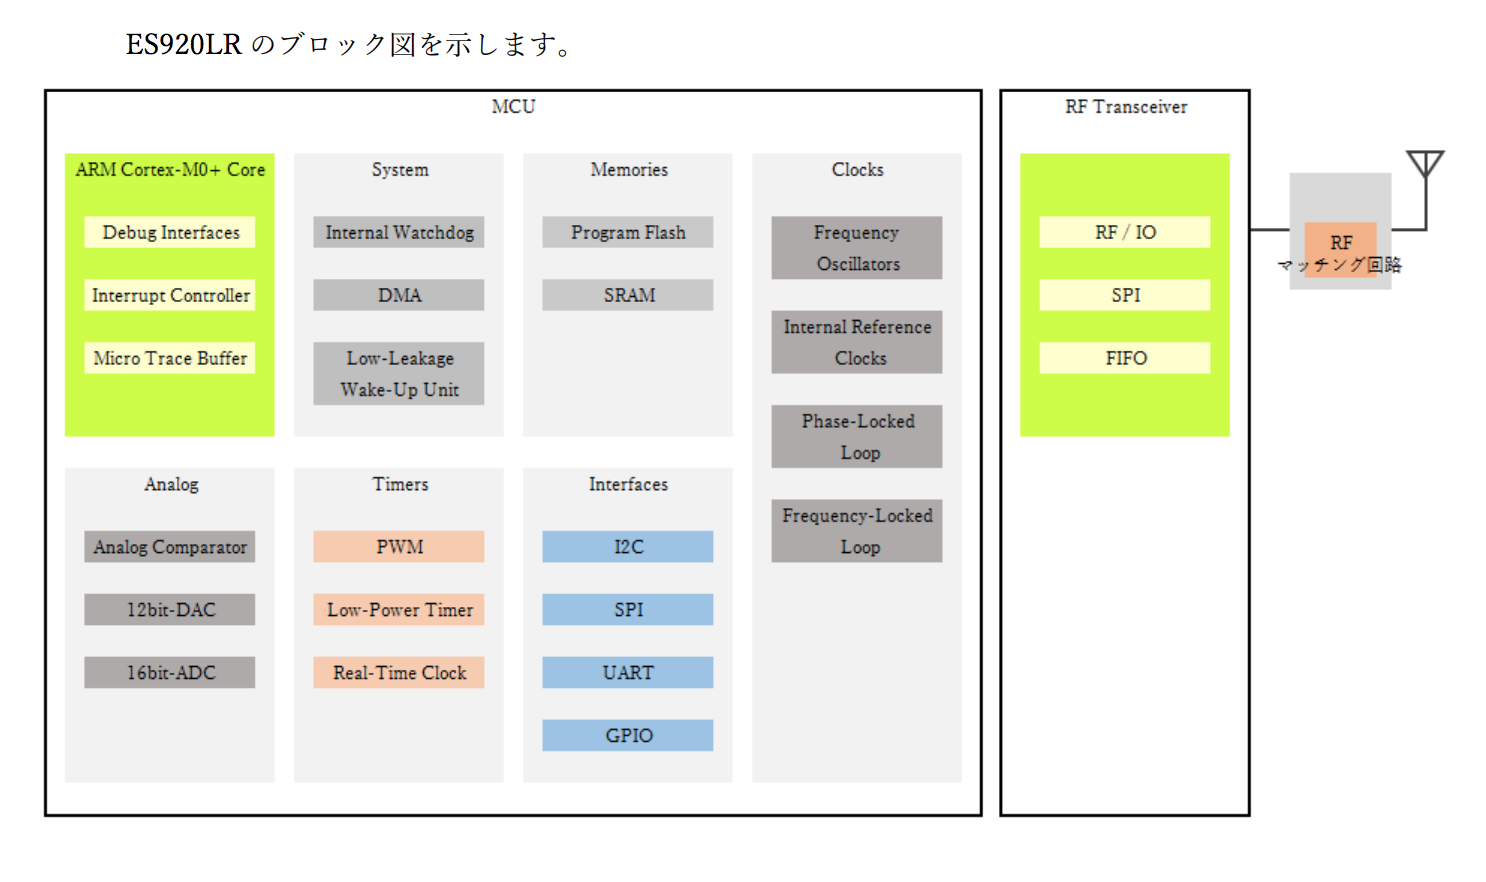 ES920LR のブロック図を示します。
MCU
ARM Cortex-M0+ Core
Debug Interfaces
Interrupt Controller
Micro Trace Buffer
System
Internal Watchdog
DMA
Low-Leakage
Wake-Up Unit
Memories
Program Flash
SRAM
Clocks
Frequency
Oscillators
Internal Reference
Clocks
Phase-Locked
Loop
Frequency-Locked
Loop
Analog
Analog Comparator
12bit-DAC
16bit-ADC
Timers
PWM
Low-Power Timer
Real-Time Clock
Interfaces
I2C
SPI
UART
GPIO
RF Transceiver
RF / IO
SPI
FIFO
RF
マッチング回路